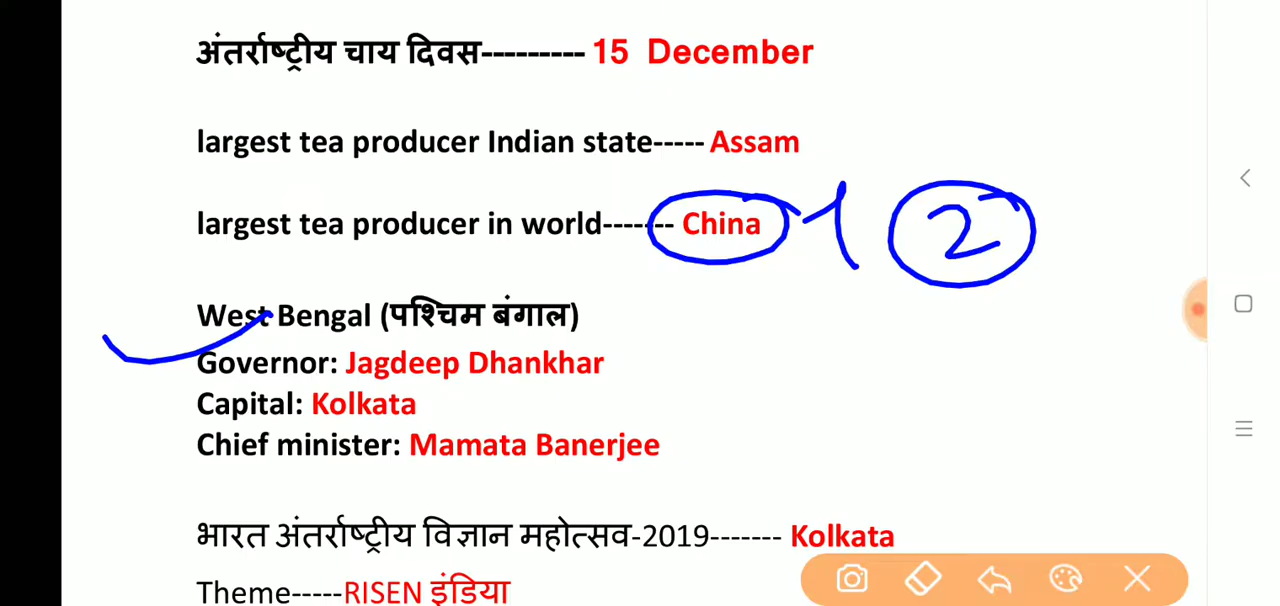 अंतर्राष्ट्रीय चाय दिवस--------- 15 December
largest tea producer Indian state----- Assam
largest tea producer in world------- China 1 2
West Bengal (पश्चिम बंगाल)
Governor: Jagdeep Dhankhar
Capital: Kolkata
Chief minister: Mamata Banerjee
भारत अंतर्राष्ट्रीय विज्ञान महोत्सव-2019------- Kolkata
Theme-----RISEN इंडिया